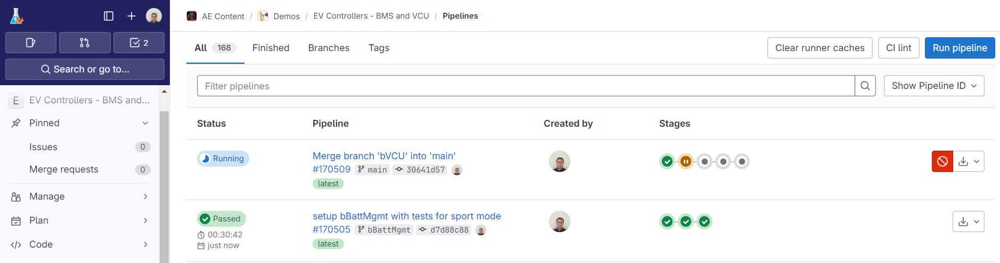 AE Content / Demos / EV Controllers - BMS and VCU / Pipelines
2
Search or go to...
E EV Controllers - BMS and...
Pinned
Issues 0
Merge requests 0
Manage
Plan
Code
All 168 Finished Branches Tags
Clear runner caches CI lint Run pipeline
Filter pipelines Show Pipeline ID
Status Pipeline Created by Stages
Running
Merge branch 'bVCU' into 'main'
#170509 main 30641d57
latest
Passed
00:30:42
just now
setup bBattMgmt with tests for sport mode
#170505 bBattMgmt d7d88c88
latest